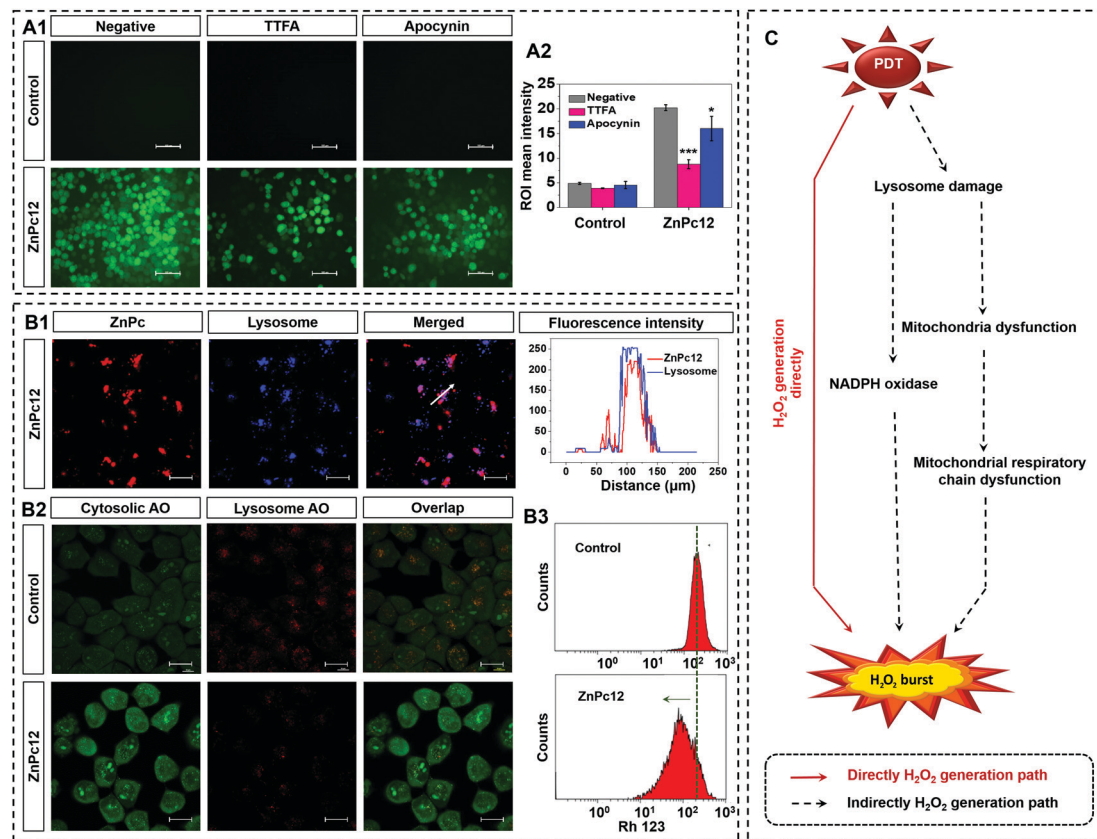 A1
Negative
TTFA
Apocynin
Control
ZnPc12
A2
ROI mean intensity
25
20
15
10
5
0
Negative
TTFA
Apocynin
***
*
Control
ZnPc12
B1
ZnPc
Lysosome
Merged
Fluorescence intensity
ZnPc12
250
200
150
100
50
0
ZnPc12
Lysosome
0 50 100 150 200 250
Distance (µm)
B2
Cytosolic AO
Lysosome AO
Overlap
Control
ZnPc12
B3
Control
Counts
10⁰ 10¹ 10² 10³
ZnPc12
Counts
10⁰ 10¹ 10² 10³
Rh 123
C
PDT
Lysosome damage
Mitochondria dysfunction
NADPH oxidase
H₂O₂ generation
directly
Mitochondrial respiratory
chain dysfunction
H₂O₂ burst
Directly H₂O₂ generation path
Indirectly H₂O₂ generation path